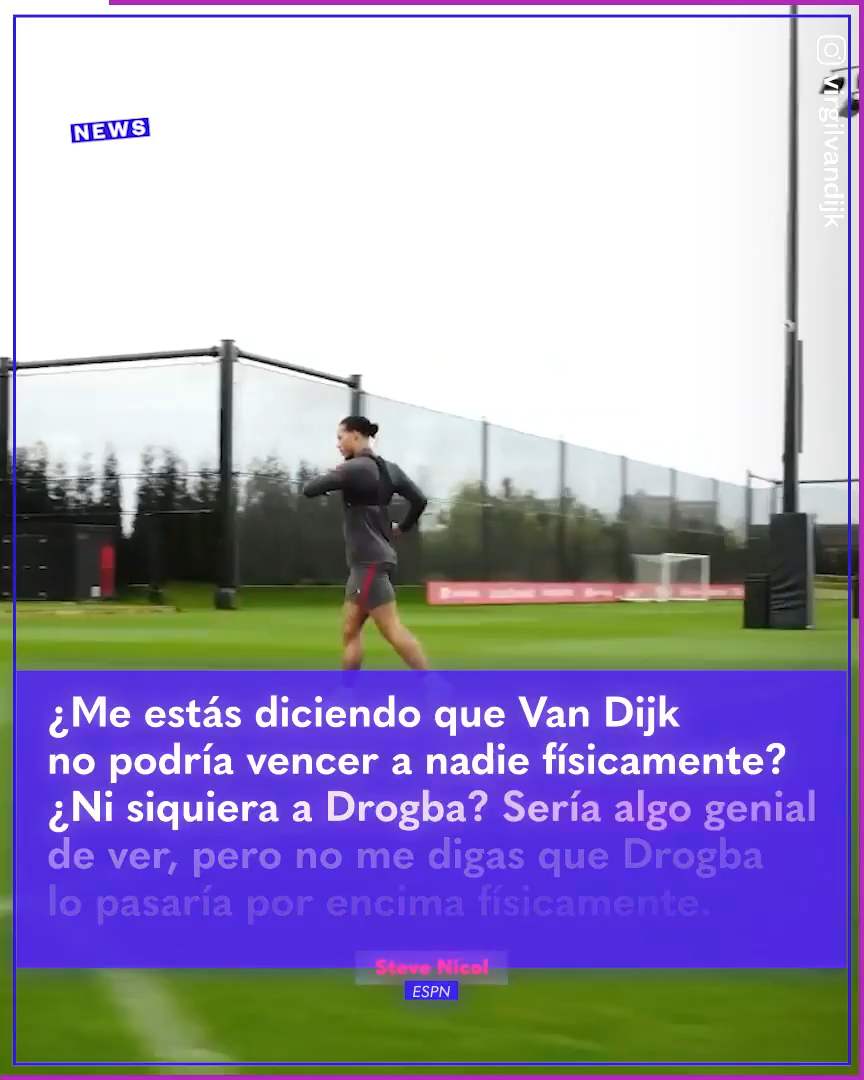 NEWS
virgilvandijk
¿Me estás diciendo que Van Dijk
no podría vencer a nadie físicamente?
¿Ni siquiera a Drogba? Sería algo genial
de ver, pero no me digas que Drogba
lo pasaría por encima físicamente.
Steve Nicol
ESPN